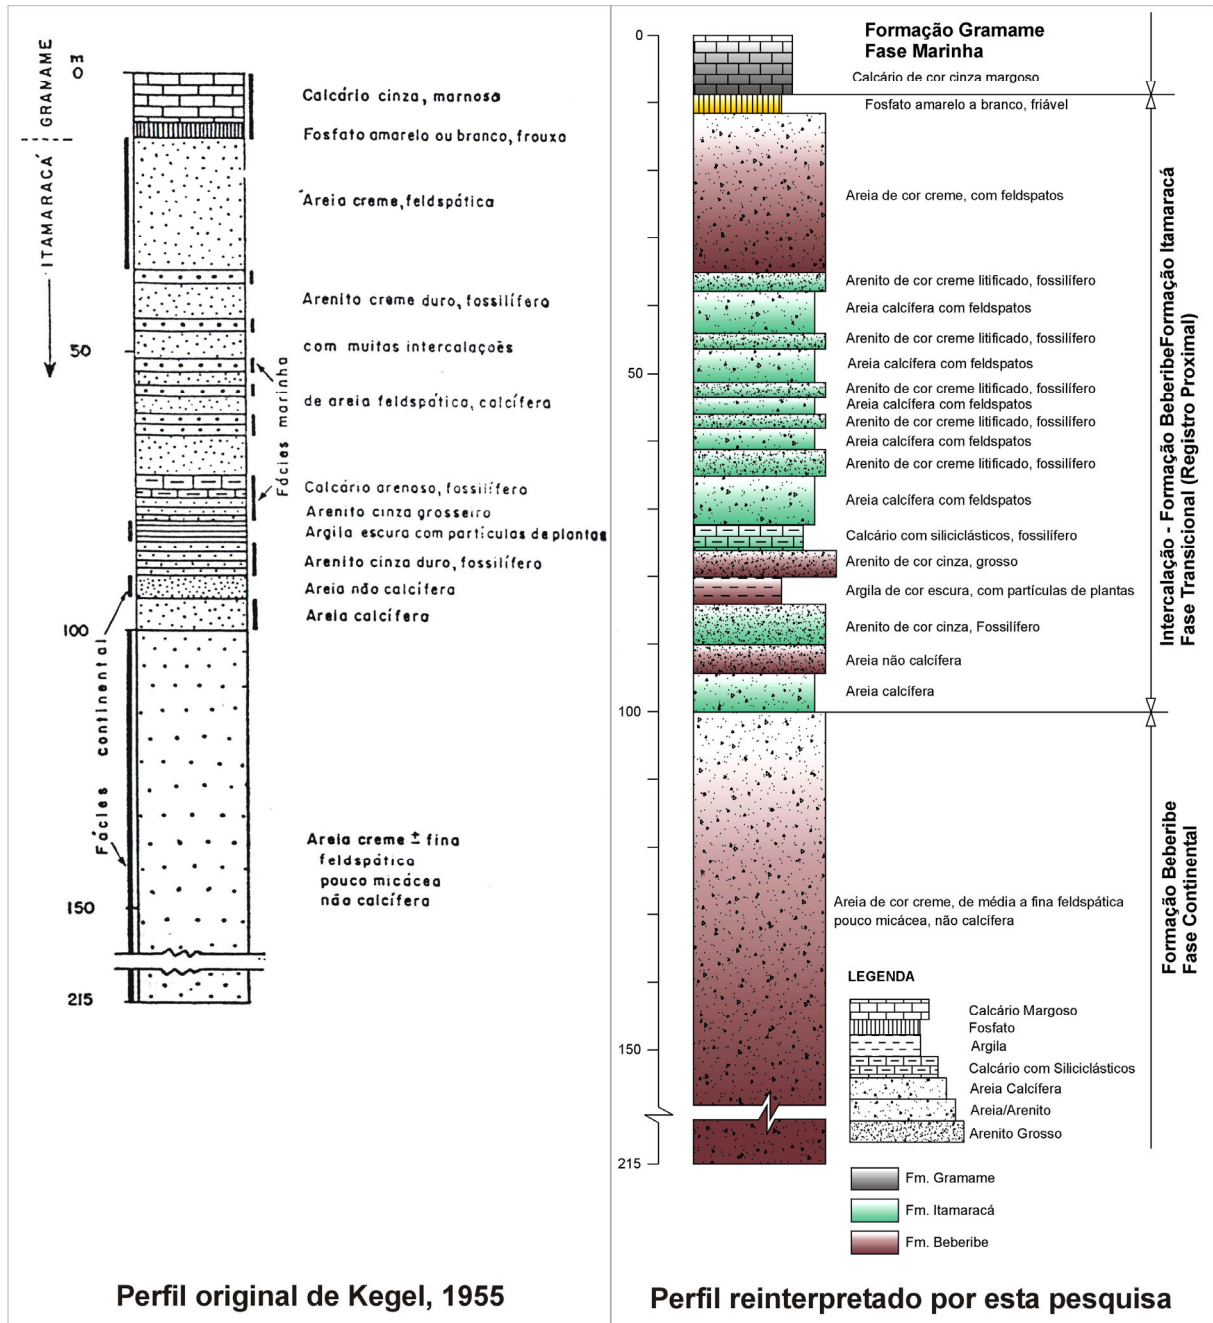 GRANAME
ITAMARACÁ
m
0
50
100
150
215
Calcário cinza, marnoso
Fosfato amarelo ou branco, frouxa
Areia creme, feldspática
Arenito creme duro, fossilífero
com muitas intercalações
de areia feldspática, calcífera
Fácies marinha
Calcário arenoso, fossilífero
Arenito cinza grosseiro
Argila escura com partículas de plantas
Arenito cinza duro, fossilífero
Areia não calcífera
Areia calcífera
Fácies continental
Areia creme ± fina
feldspática
pouco micácea
não calcífera
Perfil original de Kegel, 1955
0
50
100
150
215
Formação Gramame
Fase Marinha
Calcário de cor cinza margoso
Fosfato amarelo a branco, friável
Areia de cor creme, com feldspatos
Arenito de cor creme litificado, fossilífero
Areia calcífera com feldspatos
Arenito de cor creme litificado, fossilífero
Areia calcífera com feldspatos
Arenito de cor creme litificado, fossilífero
Areia calcífera com feldspatos
Arenito de cor creme litificado, fossilífero
Areia calcífera com feldspatos
Arenito de cor creme litificado, fossilífero
Areia calcífera com feldspatos
Calcário com siliciclásticos, fossilífero
Arenito de cor cinza, grosso
Argila de cor escura, com partículas de plantas
Arenito de cor cinza, Fossilífero
Areia não calcífera
Areia calcífera
Intercalação - Formação BeberibeFormação Itamaracá
Fase Transicional (Registro Proximal)
Areia de cor creme, de média a fina feldspática
pouco micácea, não calcífera
Formação Beberibe
Fase Continental
LEGENDA
Calcário Margoso
Fosfato
Argila
Calcário com Siliciclásticos
Areia Calcífera
Areia/Arenito
Arenito Grosso
Fm. Gramame
Fm. Itamaracá
Fm. Beberibe
Perfil reinterpretado por esta pesquisa